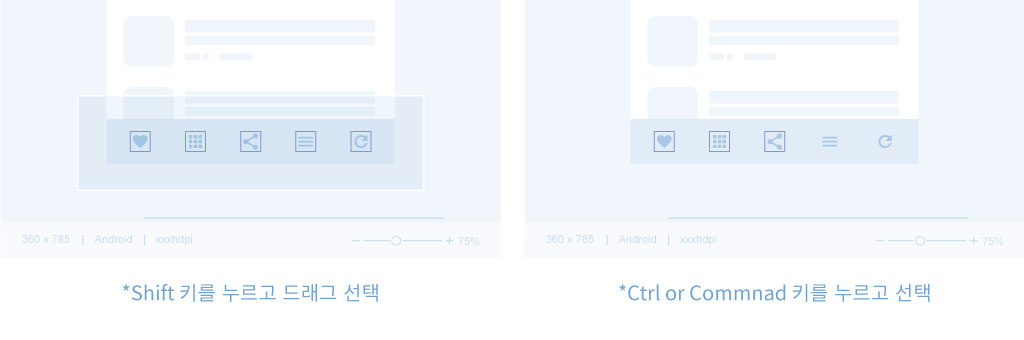 360 x 785 | Android | xxxhdpi
75%
360 x 785 | Android | xxxhdpi
75%
*Shift 키를 누르고 드래그 선택
*Ctrl or Commnad 키를 누르고 선택